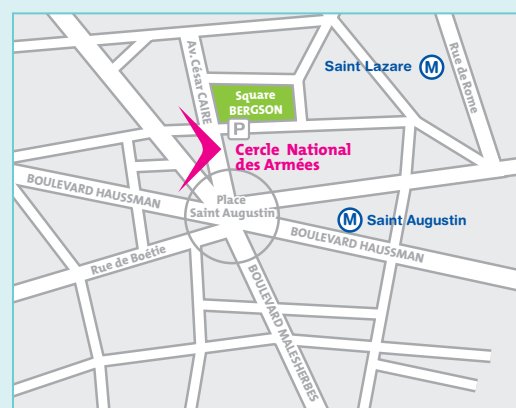 Saint Lazare M
Rue de Rome
Av. César CAIRE
Square
BERGSON
P
Cercle National
des Armées
BOULEVARD HAUSSMAN
Place
Saint Augustin
M Saint Augustin
BOULEVARD HAUSSMAN
Rue de Boétie
BOULEVARD MALESHERBES